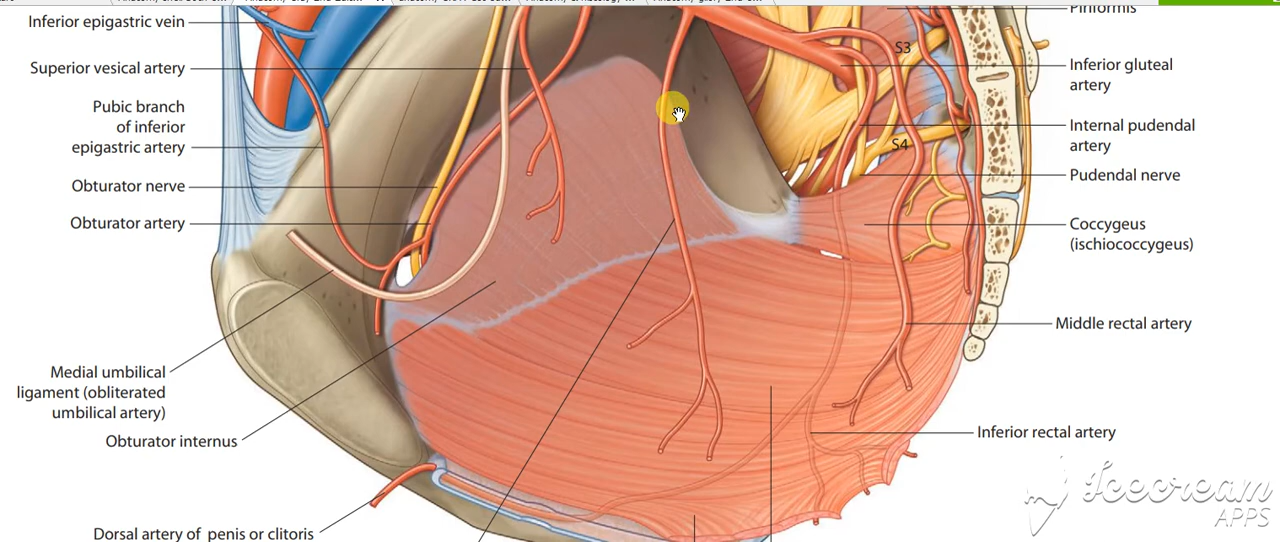 Inferior epigastric vein
Superior vesical artery
Pubic branch
of inferior
epigastric artery
Obturator nerve
Obturator artery
Medial umbilical
ligament (obliterated
umbilical artery)
Obturator internus
Dorsal artery of penis or clitoris
S3
S4
Piriformis
Inferior gluteal
artery
Internal pudendal
artery
Pudendal nerve
Coccygeus
(ischiococcygeus)
Middle rectal artery
Inferior rectal artery
Icecream
APPS